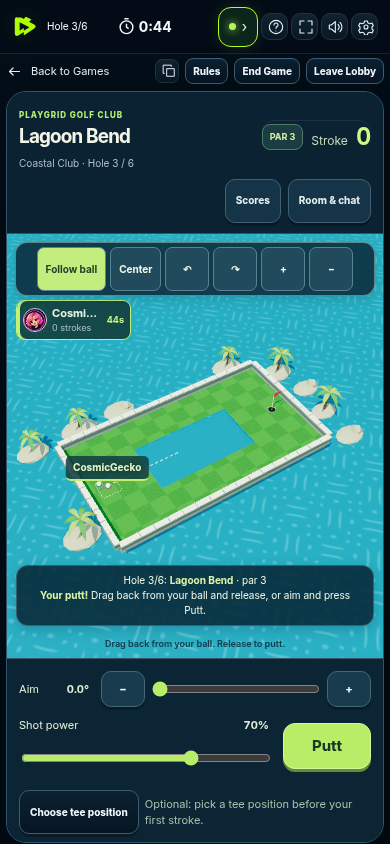 Hole 3/6
0:44
›
Back to Games
Rules
End Game
Leave Lobby
PLAYGRID GOLF CLUB
Lagoon Bend
PAR 3
Stroke 0
Coastal Club · Hole 3 / 6
Scores
Room & chat
Follow ball
Center
↶
↷
+
−
Cosmi...
44s
0 strokes
CosmicGecko
Hole 3/6: Lagoon Bend · par 3
Your putt! Drag back from your ball and release, or aim and press
Putt.
Drag back from your ball. Release to putt.
Aim 0.0°
−
+
Shot power 70%
Putt
Choose tee position
Optional: pick a tee position before your
first stroke.